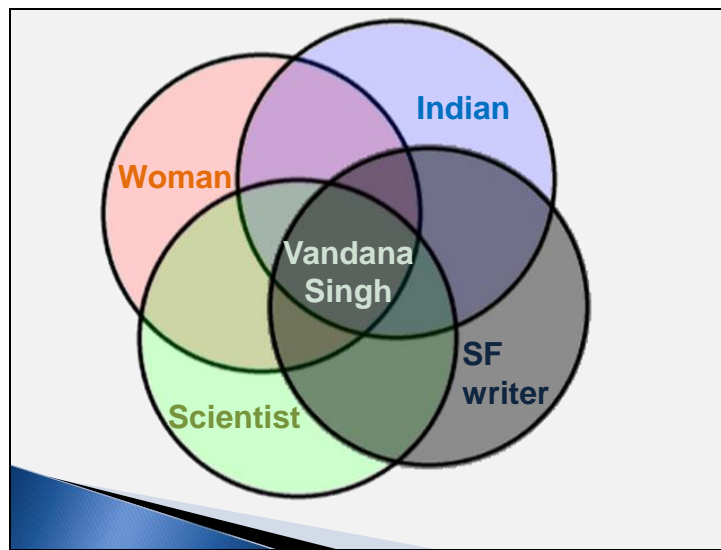 Indian
Woman
Vandana
Singh
SF
writer
Scientist